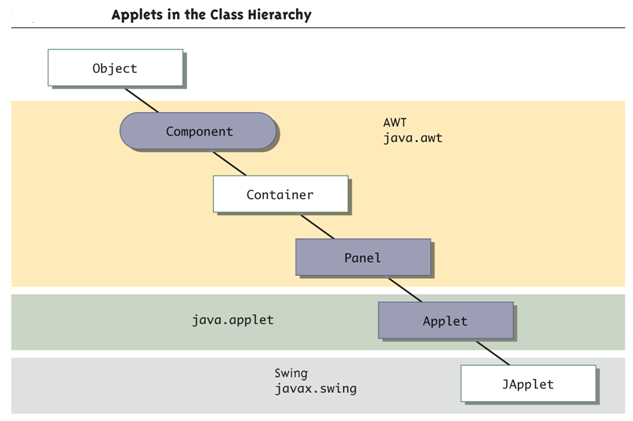 Applets in the Class Hierarchy
Object
Component
AWT
java.awt
Container
Panel
java.applet
Applet
Swing
javax.swing
JApplet